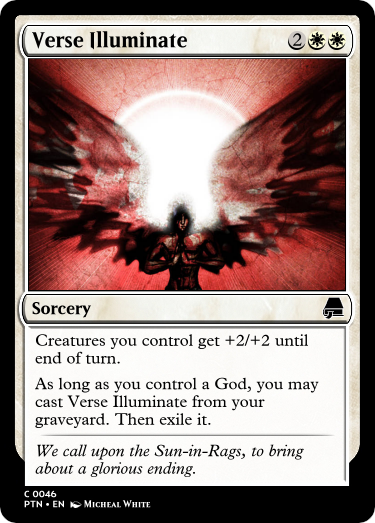 Verse Illuminate 2
Sorcery
Creatures you control get +2/+2 until
end of turn.
As long as you control a God, you may
cast Verse Illuminate from your
graveyard. Then exile it.
We call upon the Sun-in-Rags, to bring
about a glorious ending.
C 0046
PTN • EN Micheal White